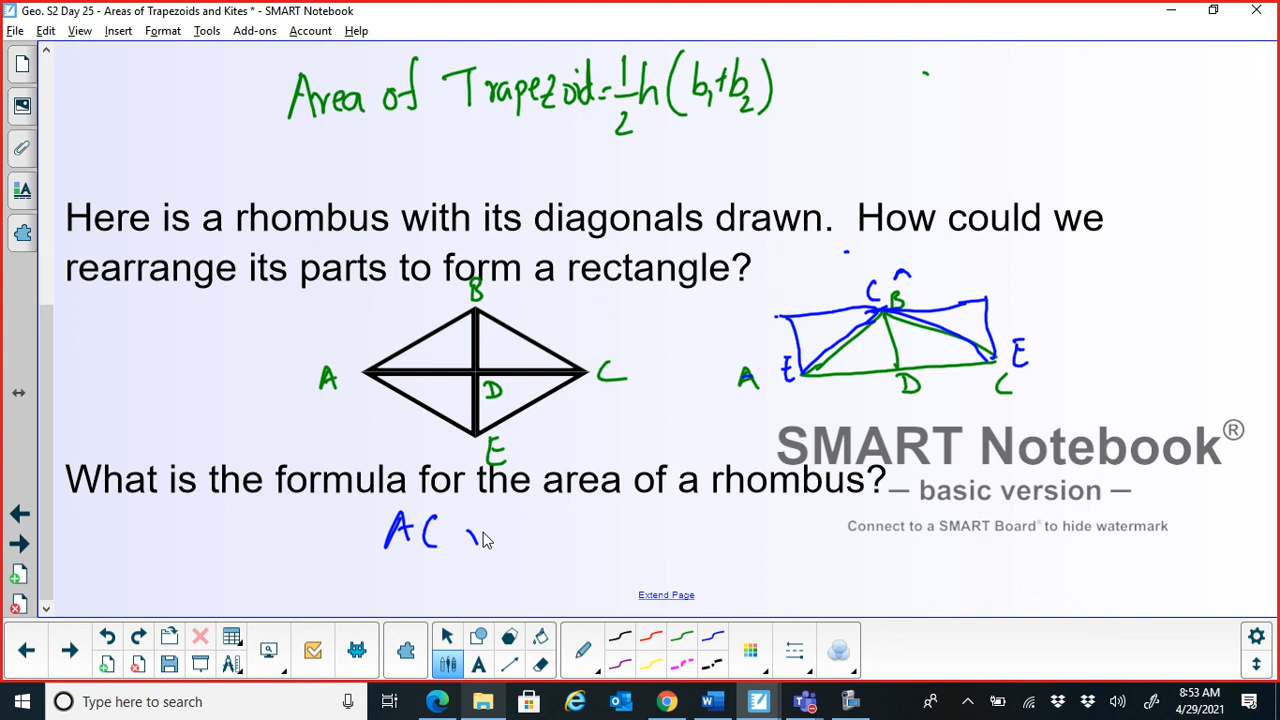 Geo. S2 Day 25 - Areas of Trapezoids and Kites * - SMART Notebook
File Edit View Insert Format Tools Add-ons Account Help
Area of Trapezoid = 1/2 h (b1 + b2)
Here is a rhombus with its diagonals drawn. How could we
rearrange its parts to form a rectangle?
B
C B
A C
D
E
A E D C E
SMART Notebook®
— basic version —
Connect to a SMART Board® to hide watermark
What is the formula for the area of a rhombus?
AC
Extend Page
Type here to search
8:53 AM
4/29/2021